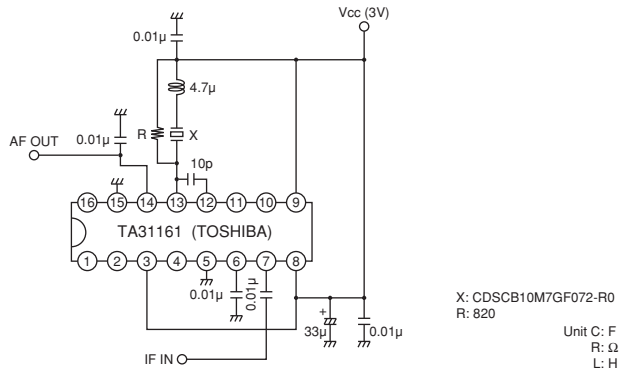 Vcc (3V)
0.01μ
4.7μ
AF OUT
0.01μ
R
X
10p
16
15
14
13
12
11
10
9
TA31161 (TOSHIBA)
1
2
3
4
5
6
7
8
0.01μ
0.01μ
+
33μ
0.01μ
IF IN
X: CDSCB10M7GF072-R0
R: 820
Unit C: F
R: Ω
L: H